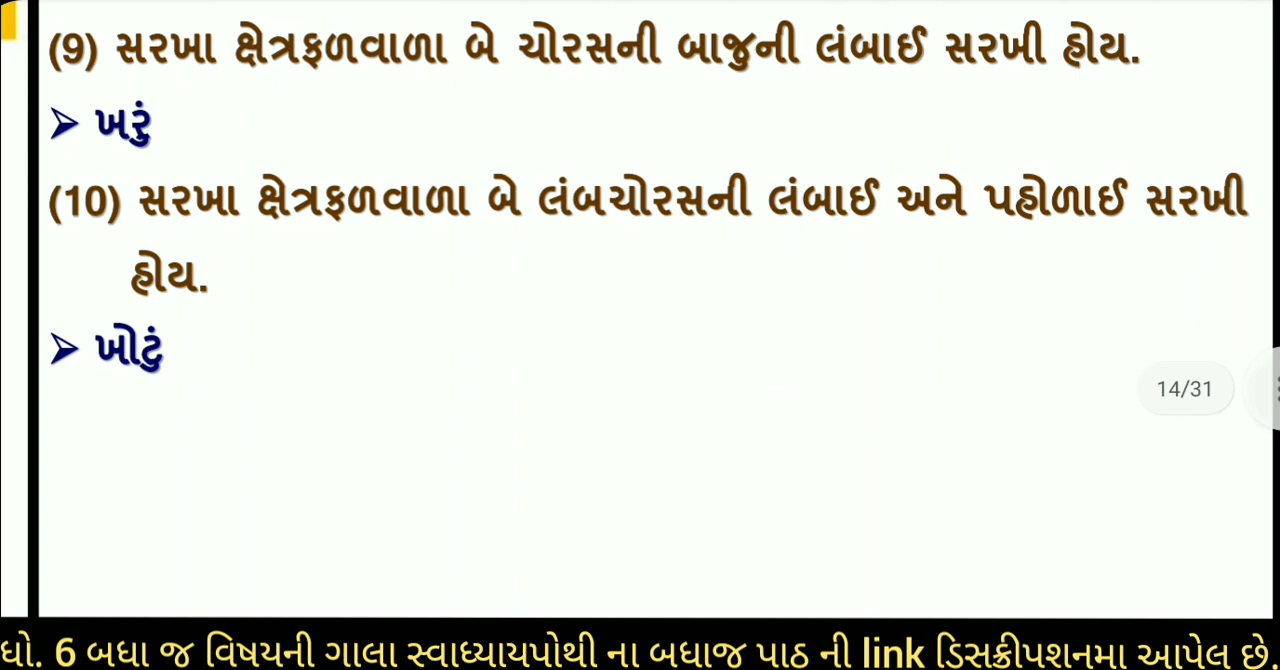 (9) સરખા ક્ષેત્રફળવાળા બે ચોરસની બાજુની લંબાઈ સરખી હોય.
➢ ખરું
(10) સરખા ક્ષેત્રફળવાળા બે લંબચોરસની લંબાઈ અને પહોળાઈ સરખી
હોય.
➢ ખોટું
14/31
ધો. 6 બધા જ વિષયની ગાલા સ્વાધ્યાયપોથી ના બધાજ પાઠ ની link ડિસક્રીપશનમા આપેલ છે